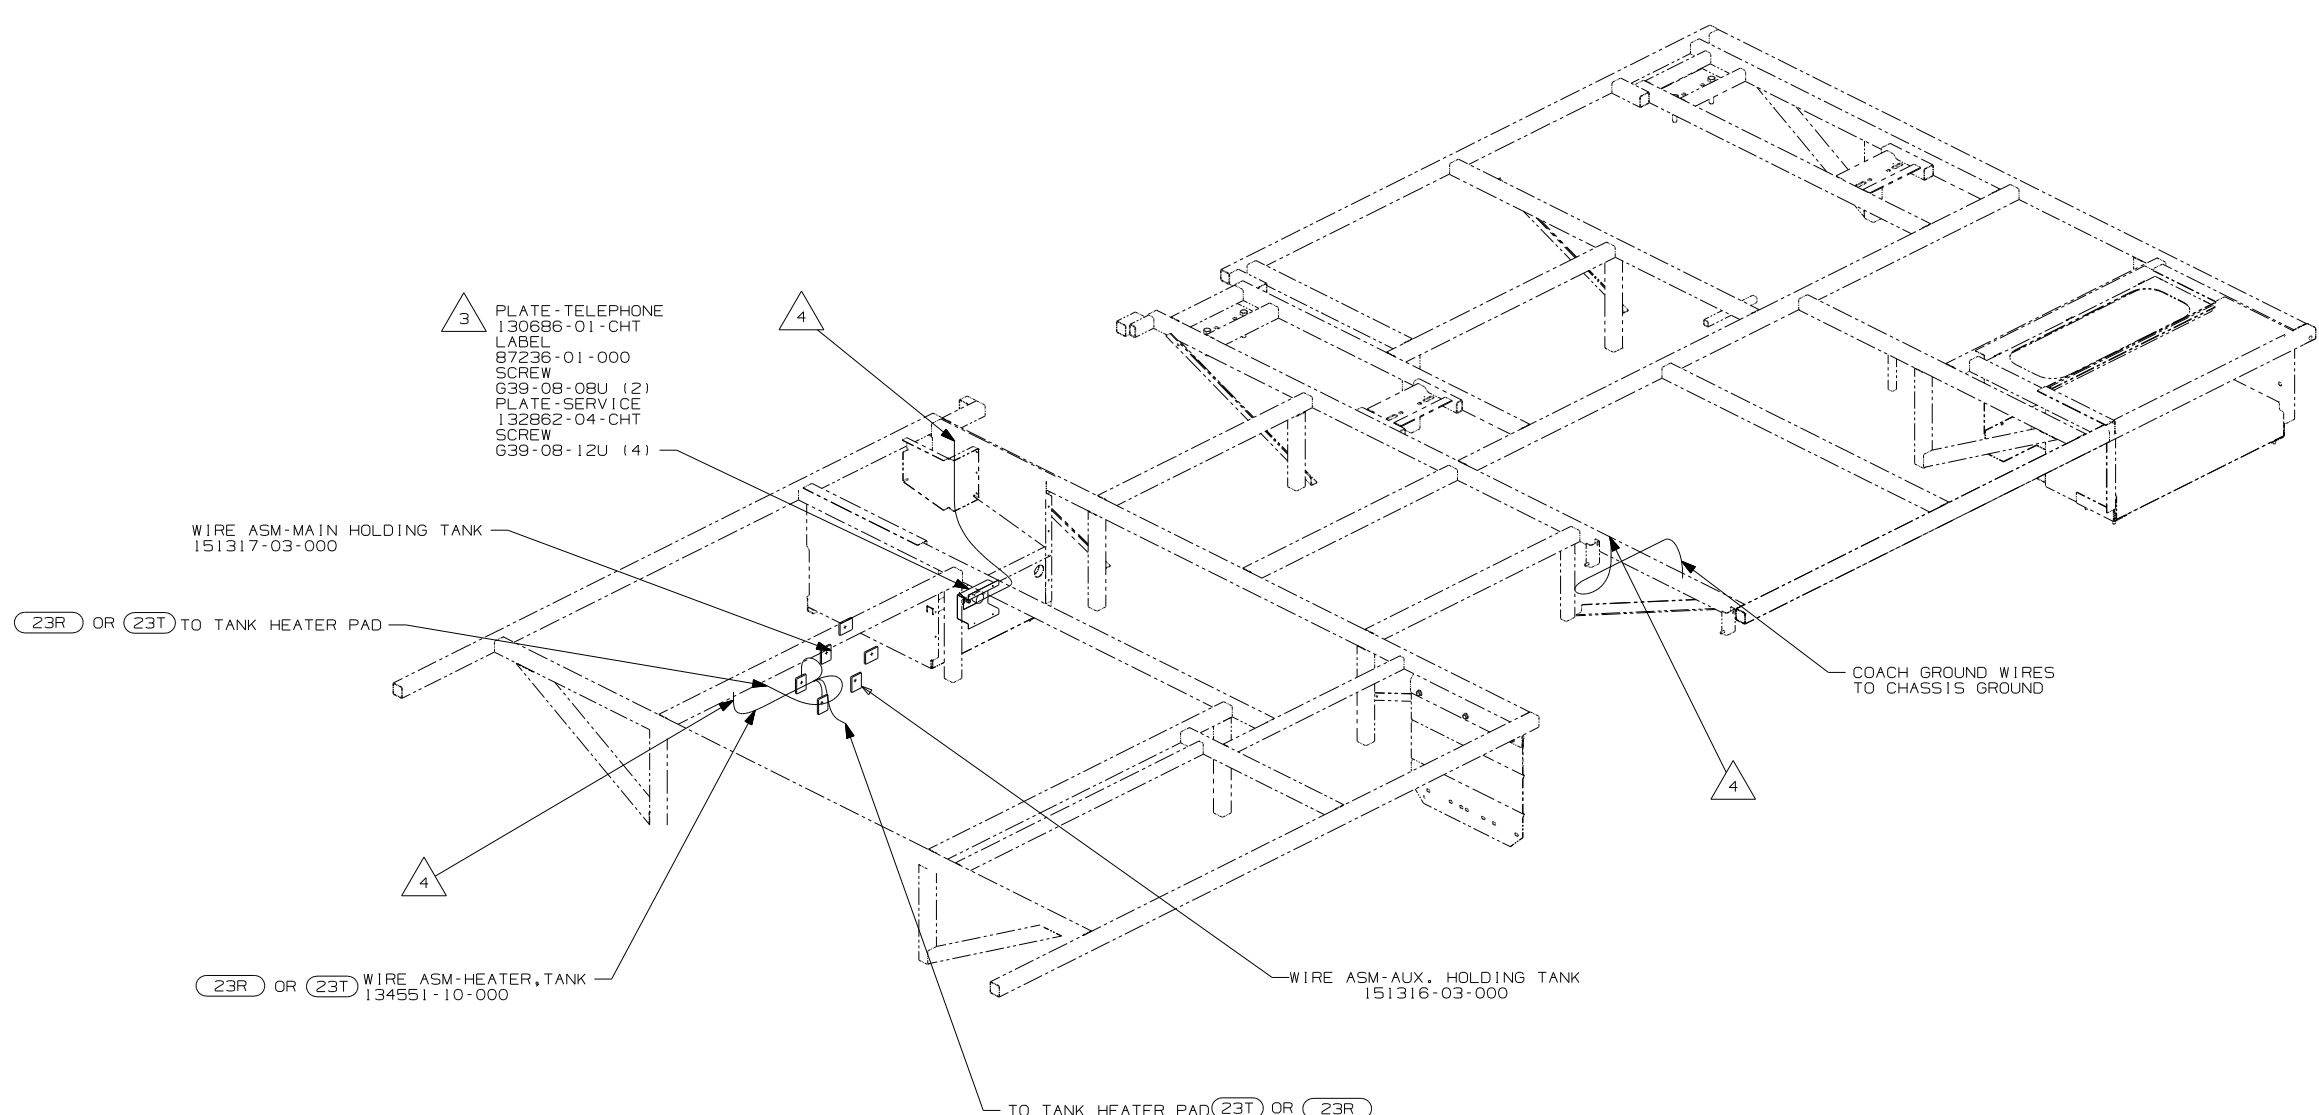 3
PLATE-TELEPHONE
130686-01-CHT
LABEL
87236-01-000
SCREW
G39-08-08U (2)
PLATE-SERVICE
132862-04-CHT
SCREW
G39-08-12U (4)
4
WIRE ASM-MAIN HOLDING TANK
151317-03-000
23R OR 23T TO TANK HEATER PAD
COACH GROUND WIRES
TO CHASSIS GROUND
4
4
23R OR 23T WIRE ASM-HEATER,TANK
134551-10-000
WIRE ASM-AUX. HOLDING TANK
151316-03-000
TO TANK HEATER PAD 23T OR 23R